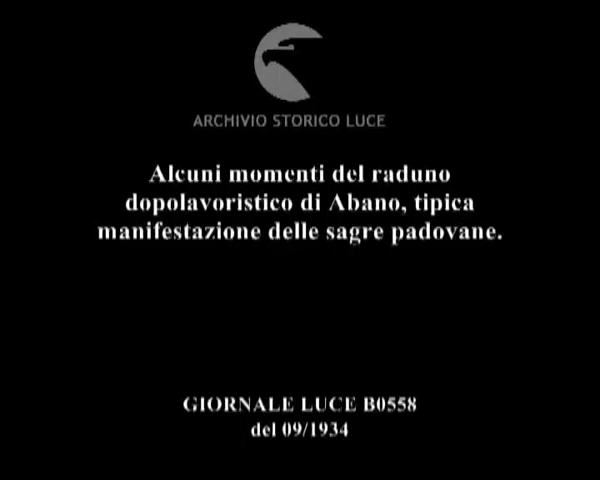 ARCHIVIO STORICO LUCE
Alcuni momenti del raduno
dopolavoristico di Abano, tipica
manifestazione delle sagre padovane.
GIORNALE LUCE B0558
del 09/1934